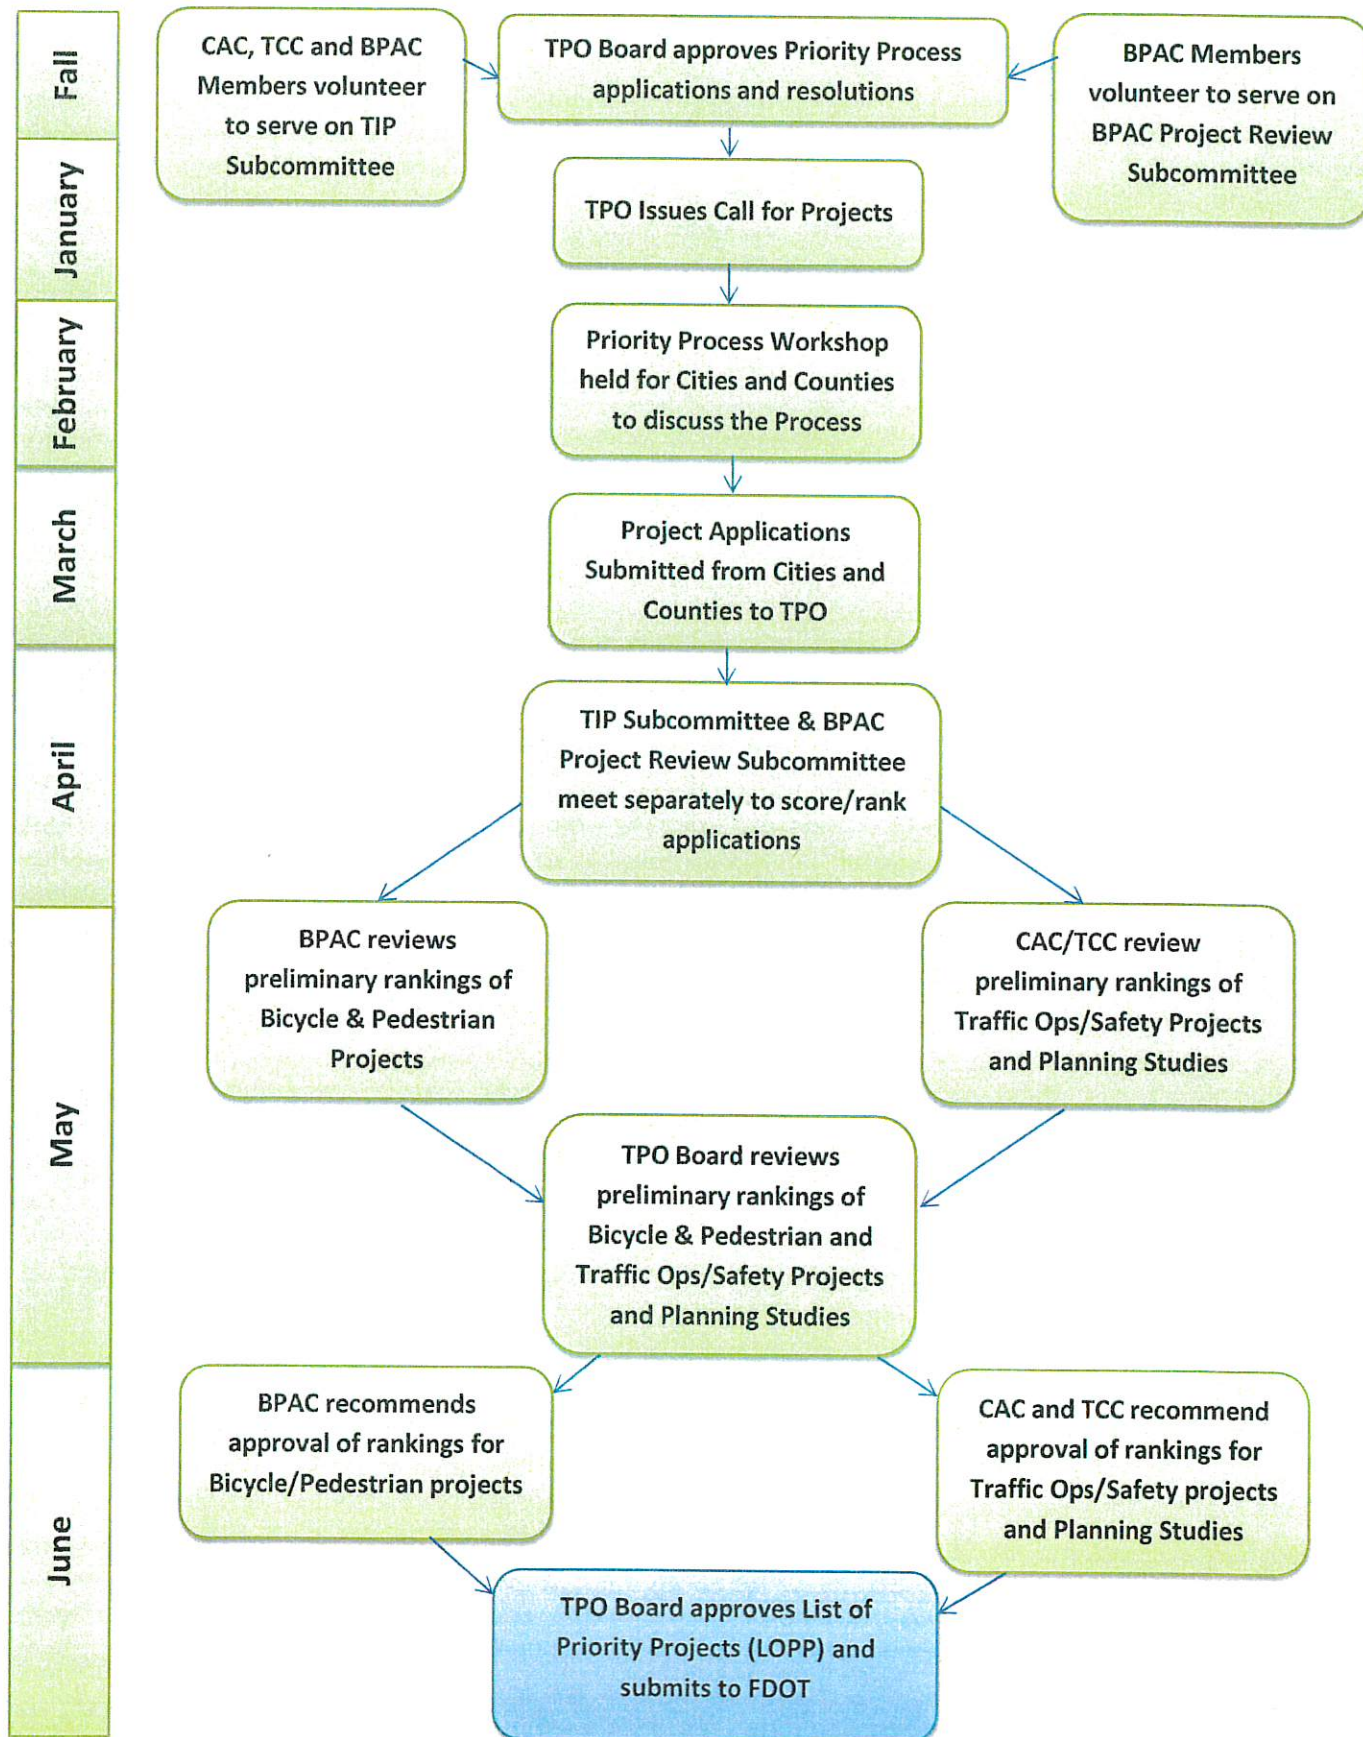 Fall
CAC, TCC and BPAC
Members volunteer
to serve on TIP
Subcommittee
TPO Board approves Priority Process
applications and resolutions
BPAC Members
volunteer to serve on
BPAC Project Review
Subcommittee
January
TPO Issues Call for Projects
February
Priority Process Workshop
held for Cities and Counties
to discuss the Process
March
Project Applications
Submitted from Cities and
Counties to TPO
April
TIP Subcommittee & BPAC
Project Review Subcommittee
meet separately to score/rank
applications
May
BPAC reviews
preliminary rankings of
Bicycle & Pedestrian
Projects
CAC/TCC review
preliminary rankings of
Traffic Ops/Safety Projects
and Planning Studies
TPO Board reviews
preliminary rankings of
Bicycle & Pedestrian and
Traffic Ops/Safety Projects
and Planning Studies
June
BPAC recommends
approval of rankings for
Bicycle/Pedestrian projects
CAC and TCC recommend
approval of rankings for
Traffic Ops/Safety projects
and Planning Studies
TPO Board approves List of
Priority Projects (LOPP) and
submits to FDOT